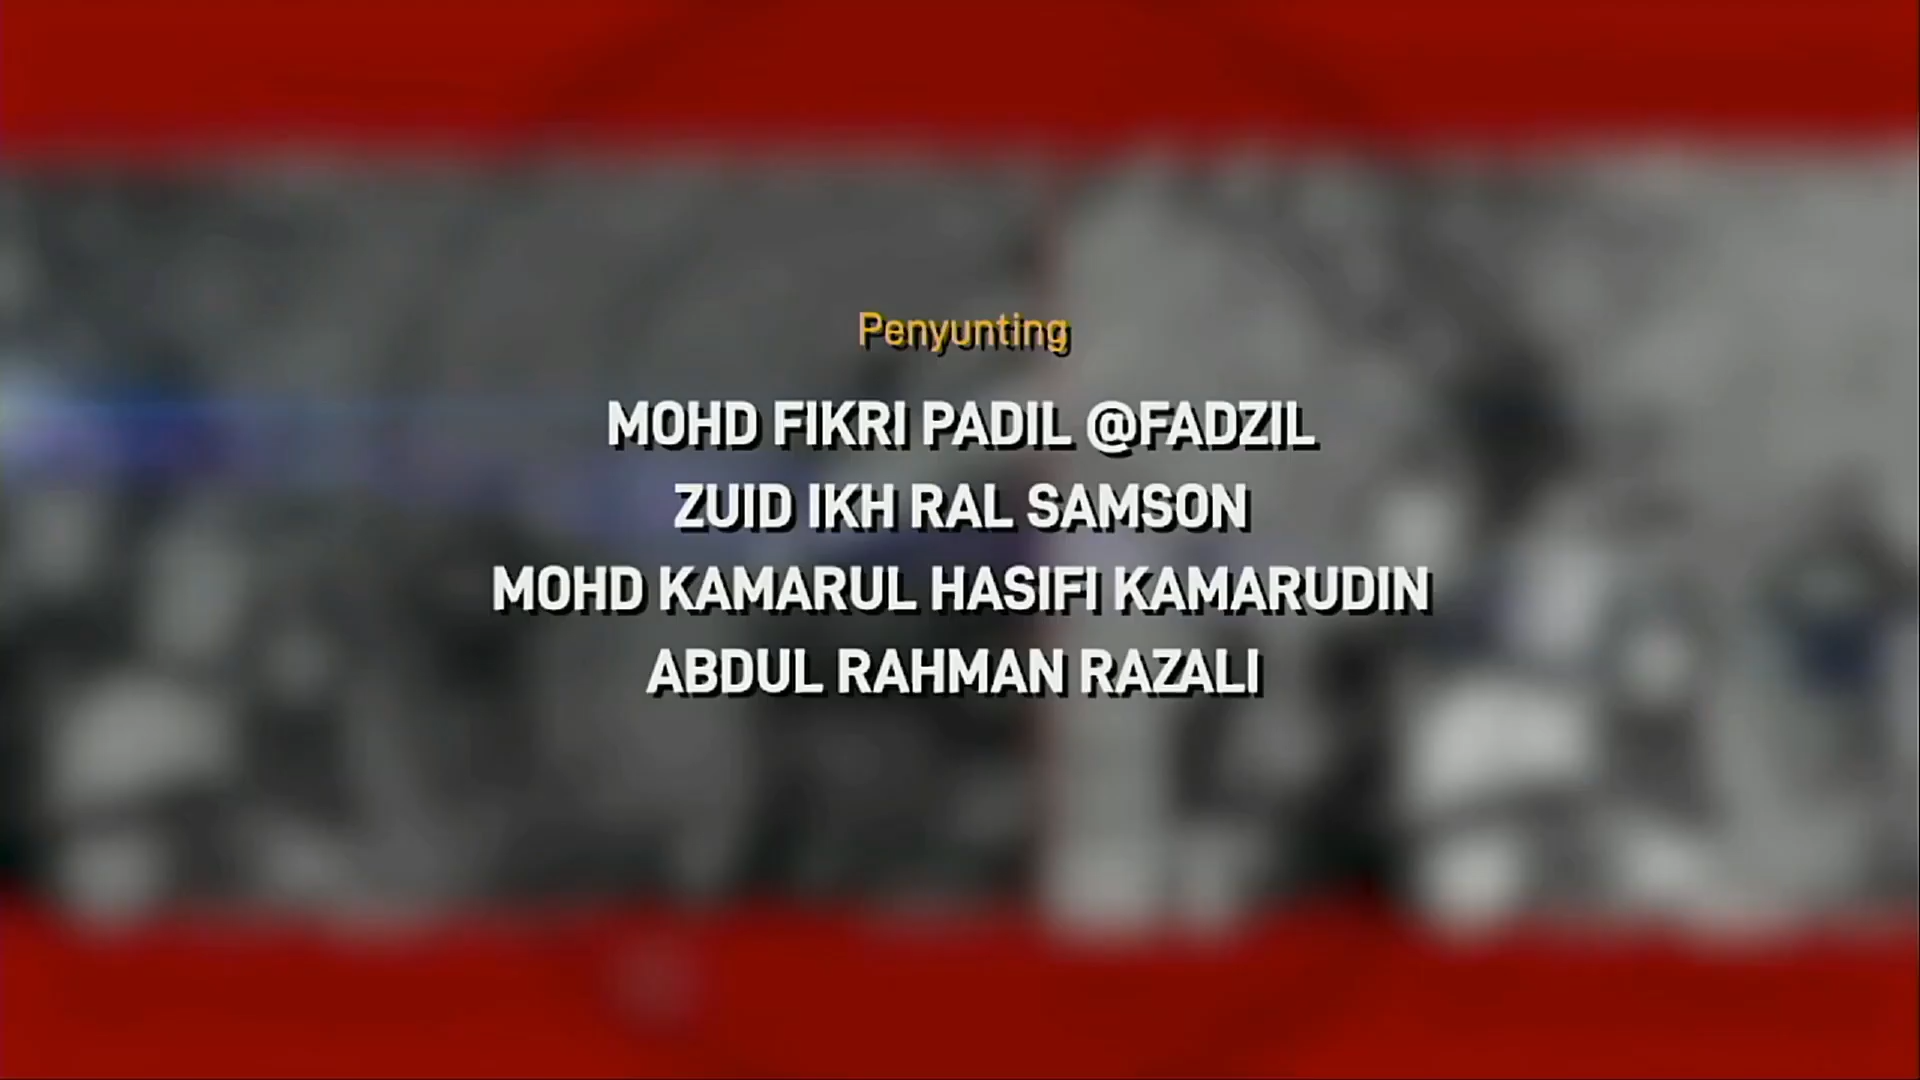 Penyunting
MOHD FIKRI PADIL @FADZIL
ZUID IKH RAL SAMSON
MOHD KAMARUL HASIFI KAMARUDIN
ABDUL RAHMAN RAZALI